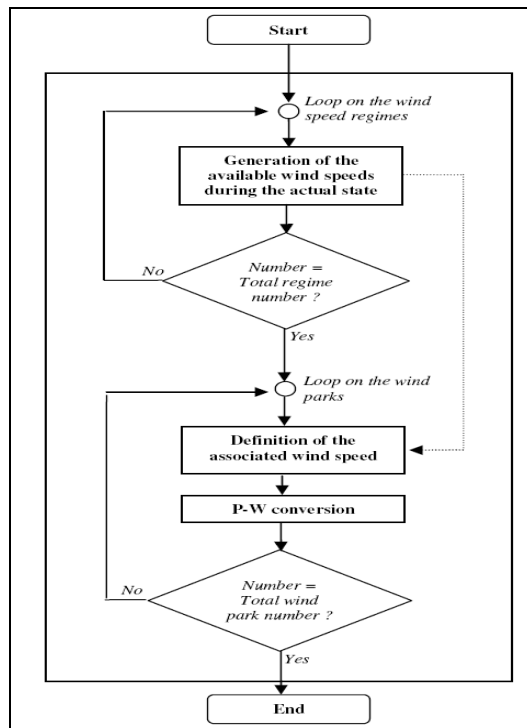 Start
Loop on the wind
speed regimes
Generation of the
available wind speeds
during the actual state
No
Number =
Total regime
number ?
Yes
Loop on the wind
parks
Definition of the
associated wind speed
P-W conversion
No
Number =
Total wind
park number ?
Yes
End